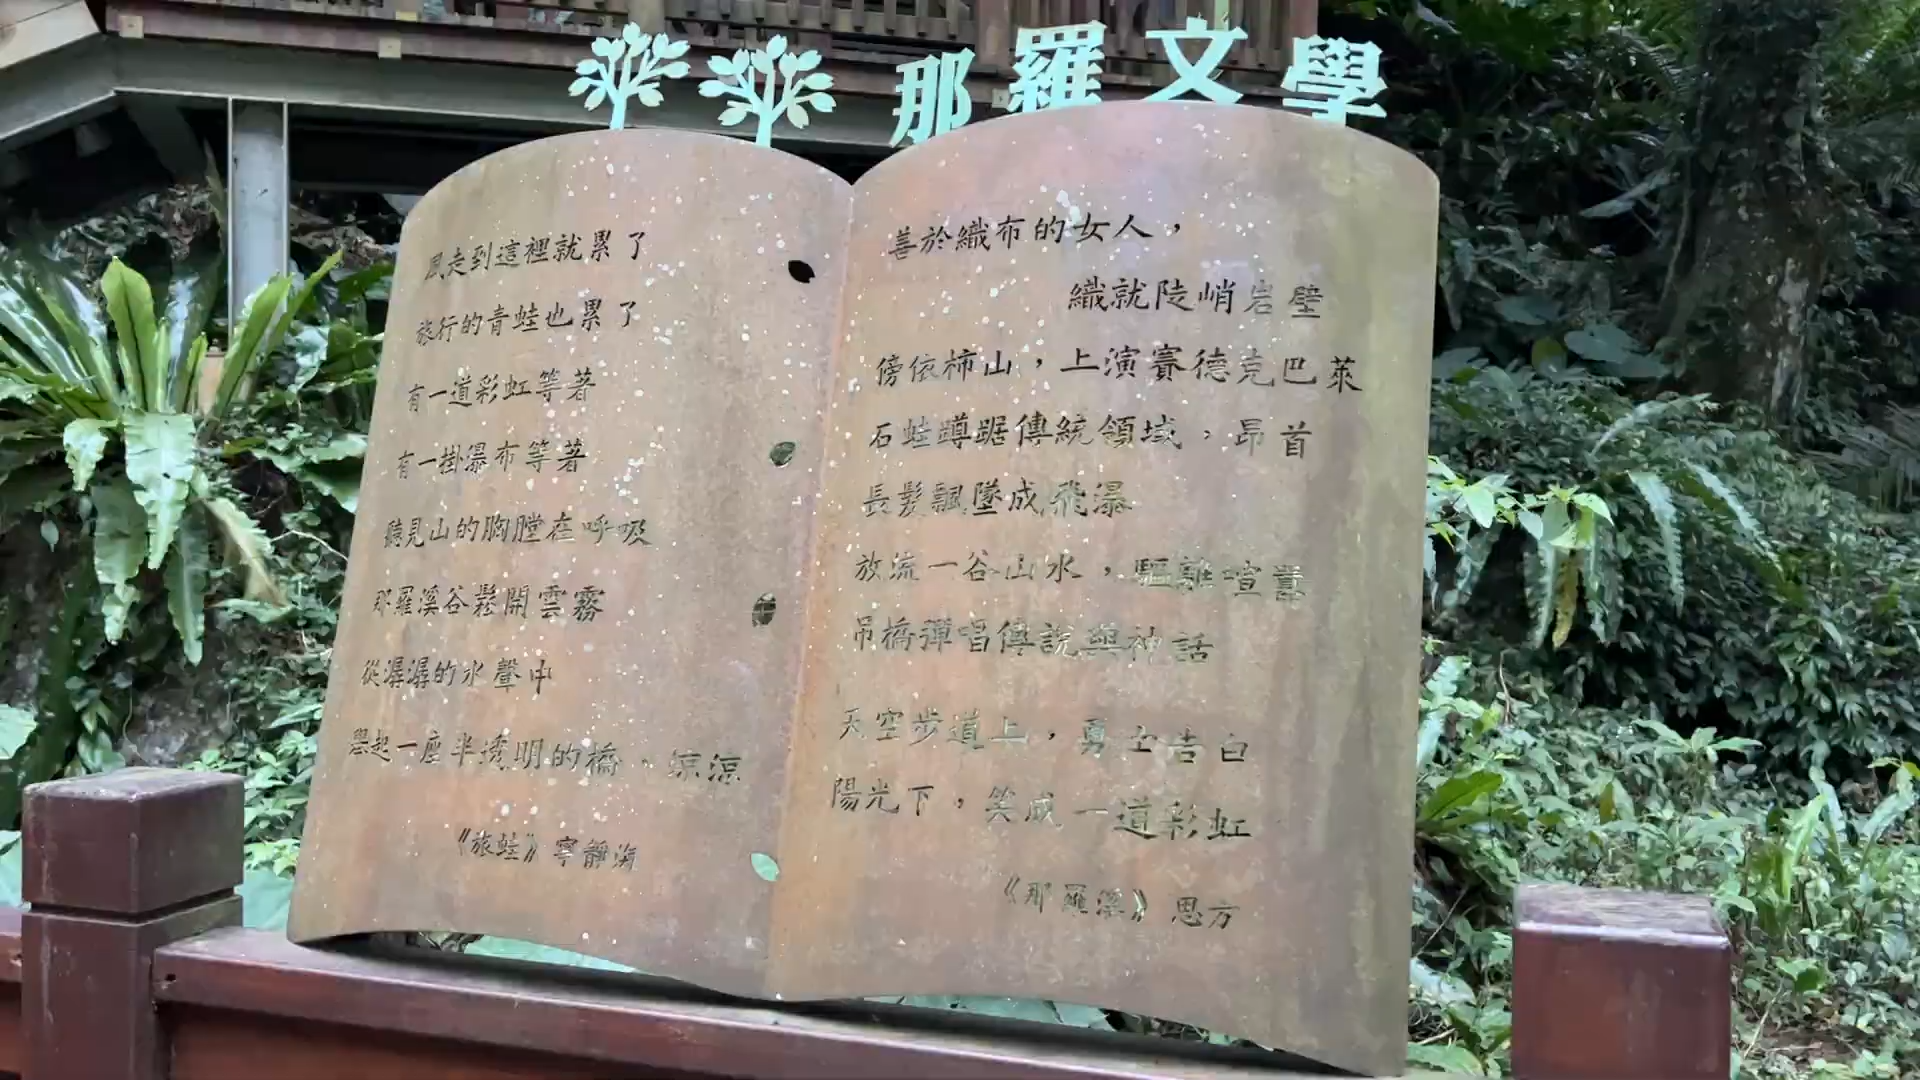 那羅文學
風走到這裡就累了
旅行的青蛙也累了
有一道彩虹等著
有一掛瀑布等著
聽見山的胸膛在呼吸
那羅溪谷鬆開雲霧
從潺潺的水聲中
舉起一座半透明的橋，涼涼
《旅蛙》寧靜海
善於織布的女人，
織就陡峭岩壁
傍依柿山，上演賽德克巴萊
石蛙蹲踞傳統領域，昂首
長髮飄墜成飛瀑
放流一谷山水，驅離喧囂
吊橋彈唱傳說與神話
天空步道上，勇士告白
陽光下，笑成一道彩虹
《那羅溪》思方